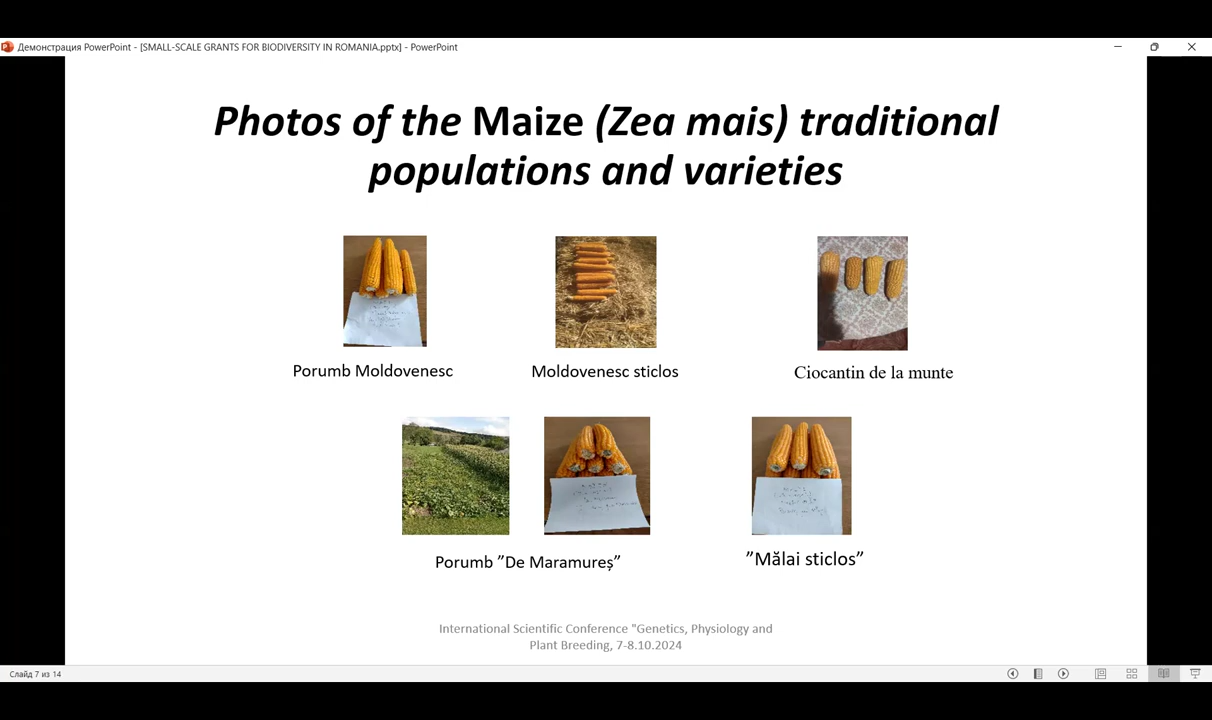 Демонстрация PowerPoint - [SMALL-SCALE GRANTS FOR BIODIVERSITY IN ROMANIA.pptx] - PowerPoint
Photos of the Maize (Zea mais) traditional
populations and varieties
Porumb Moldovenesc
Moldovenesc sticlos
Ciocantin de la munte
Porumb ”De Maramureș”
”Mălai sticlos”
International Scientific Conference "Genetics, Physiology and
Plant Breeding, 7-8.10.2024
Слайд 7 из 14